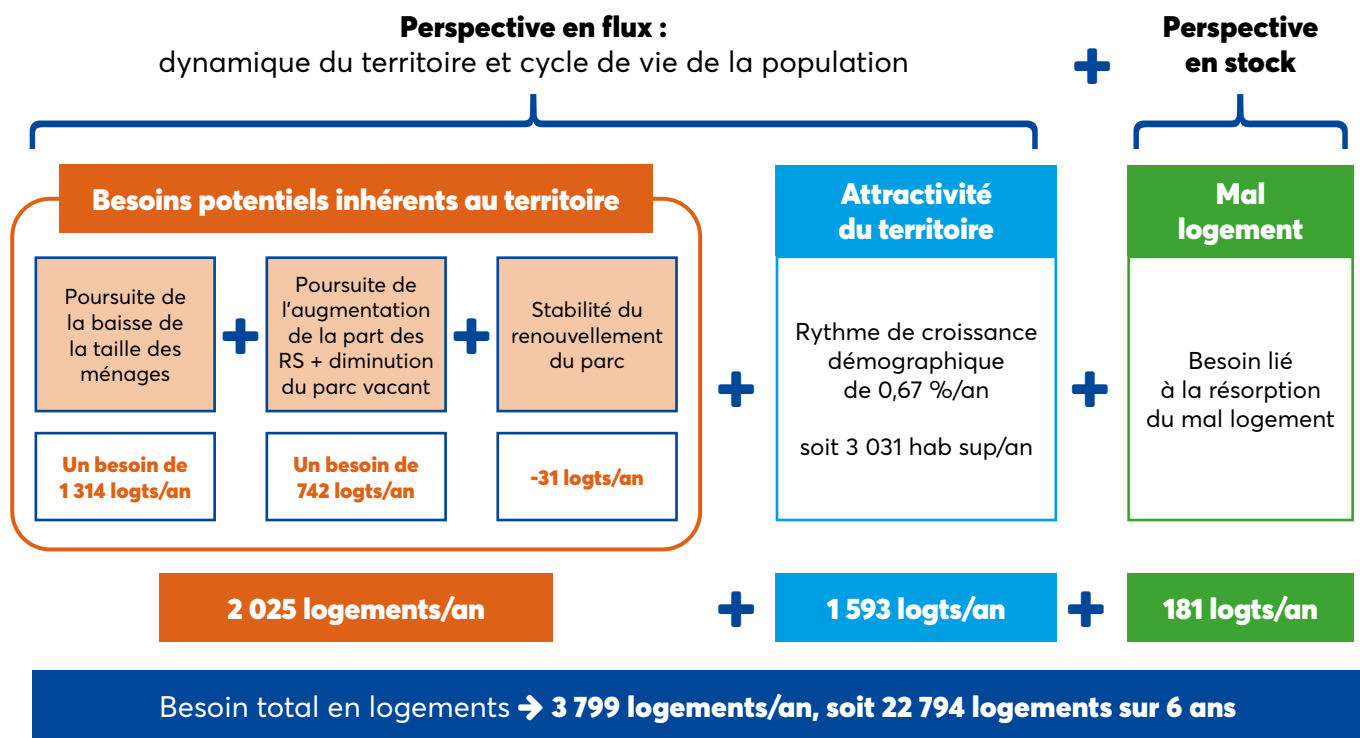 Perspective en flux :
dynamique du territoire et cycle de vie de la population
+
Perspective
en stock
Besoins potentiels inhérents au territoire
Poursuite de
la baisse de
la taille des
ménages
+
Poursuite de
l'augmentation
de la part des
RS + diminution
du parc vacant
+
Stabilité du
renouvellement
du parc
Un besoin de
1 314 logts/an
Un besoin de
742 logts/an
-31 logts/an
+
Attractivité
du territoire
Rythme de croissance
démographique
de 0,67 %/an
soit 3 031 hab sup/an
+
Mal
logement
Besoin lié
à la résorption
du mal logement
2 025 logements/an
+
1 593 logts/an
+
181 logts/an
Besoin total en logements → 3 799 logements/an, soit 22 794 logements sur 6 ans